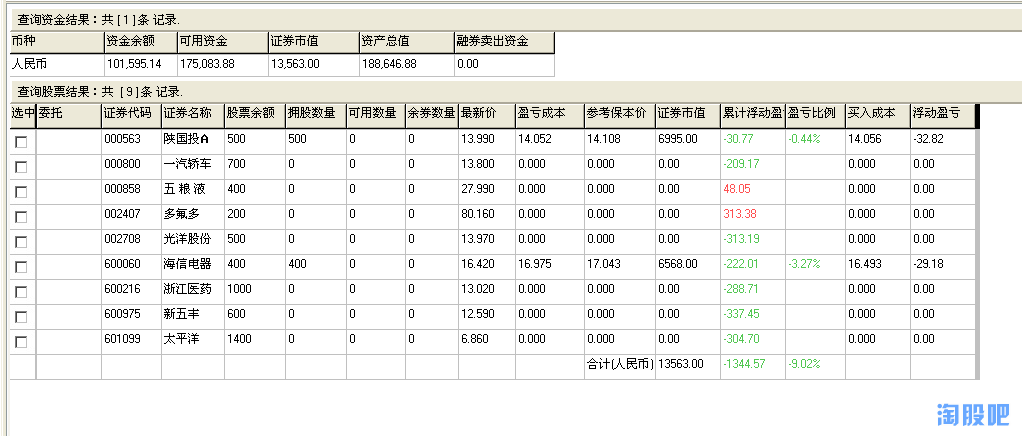 查询资金结果：共 [ 1 ]条 记录.
币种 资金余额 可用资金 证券市值 资产总值 融券卖出资金
人民币 101,595.14 175,083.88 13,563.00 188,646.88 0.00
查询股票结果：共 [ 9 ]条 记录.
选中 委托 证券代码 证券名称 股票余额 拥股数量 可用数量 余券数量 最新价 盈亏成本 参考保本价 证券市值 累计浮动盈 盈亏比例 买入成本 浮动盈亏
000563 陕国投A 500 500 0 0 13.990 14.052 14.108 6995.00 -30.77 -0.44% 14.056 -32.82
000800 一汽轿车 700 0 0 0 13.800 0.000 0.000 0.00 -209.17 0.000 0.00
000858 五 粮 液 400 0 0 0 27.990 0.000 0.000 0.00 48.05 0.000 0.00
002407 多氟多 200 0 0 0 80.160 0.000 0.000 0.00 313.38 0.000 0.00
002708 光洋股份 500 0 0 0 13.970 0.000 0.000 0.00 -313.19 0.000 0.00
600060 海信电器 400 400 0 0 16.420 16.975 17.043 6568.00 -222.01 -3.27% 16.493 -29.18
600216 浙江医药 1000 0 0 0 13.020 0.000 0.000 0.00 -288.71 0.000 0.00
600975 新五丰 600 0 0 0 12.590 0.000 0.000 0.00 -337.45 0.000 0.00
601099 太平洋 1400 0 0 0 6.860 0.000 0.000 0.00 -304.70 0.000 0.00
合计(人民币) 13563.00 -1344.57 -9.02%
淘股吧